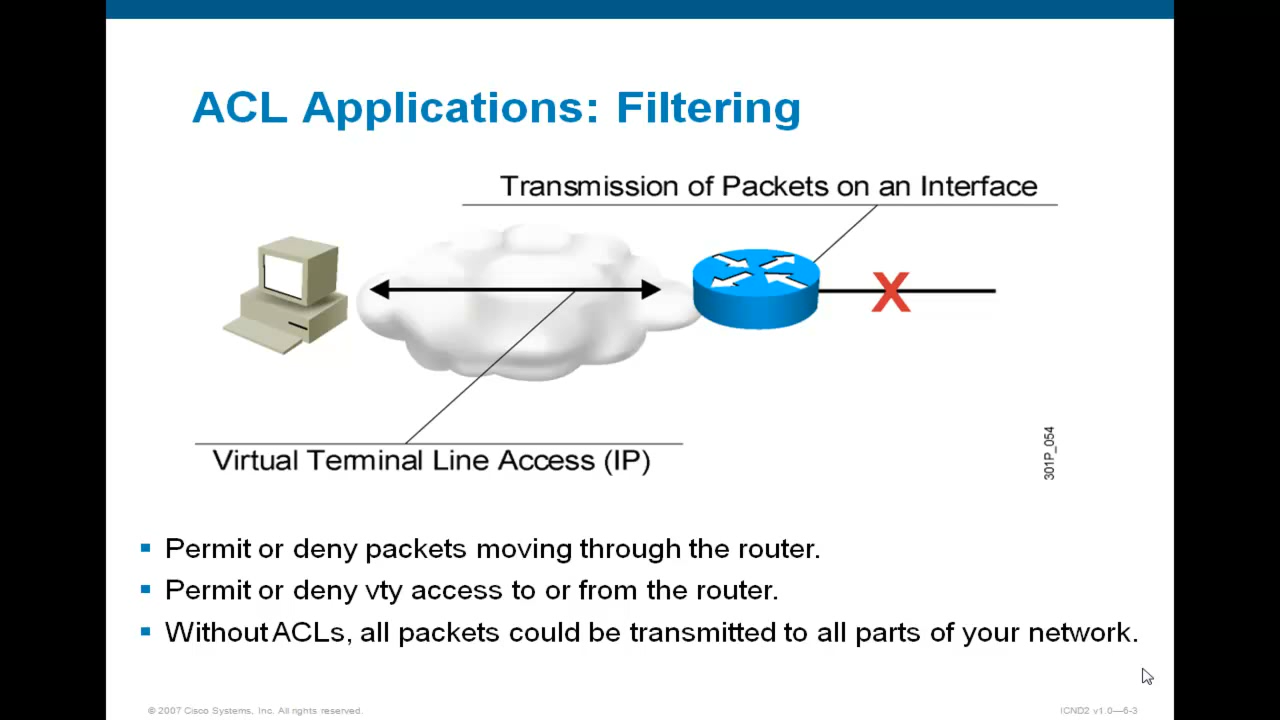 ACL Applications: Filtering
Transmission of Packets on an Interface
X
Virtual Terminal Line Access (IP)
301P_054
Permit or deny packets moving through the router.
Permit or deny vty access to or from the router.
Without ACLs, all packets could be transmitted to all parts of your network.
© 2007 Cisco Systems, Inc. All rights reserved.
ICND2 v1.0—6-3